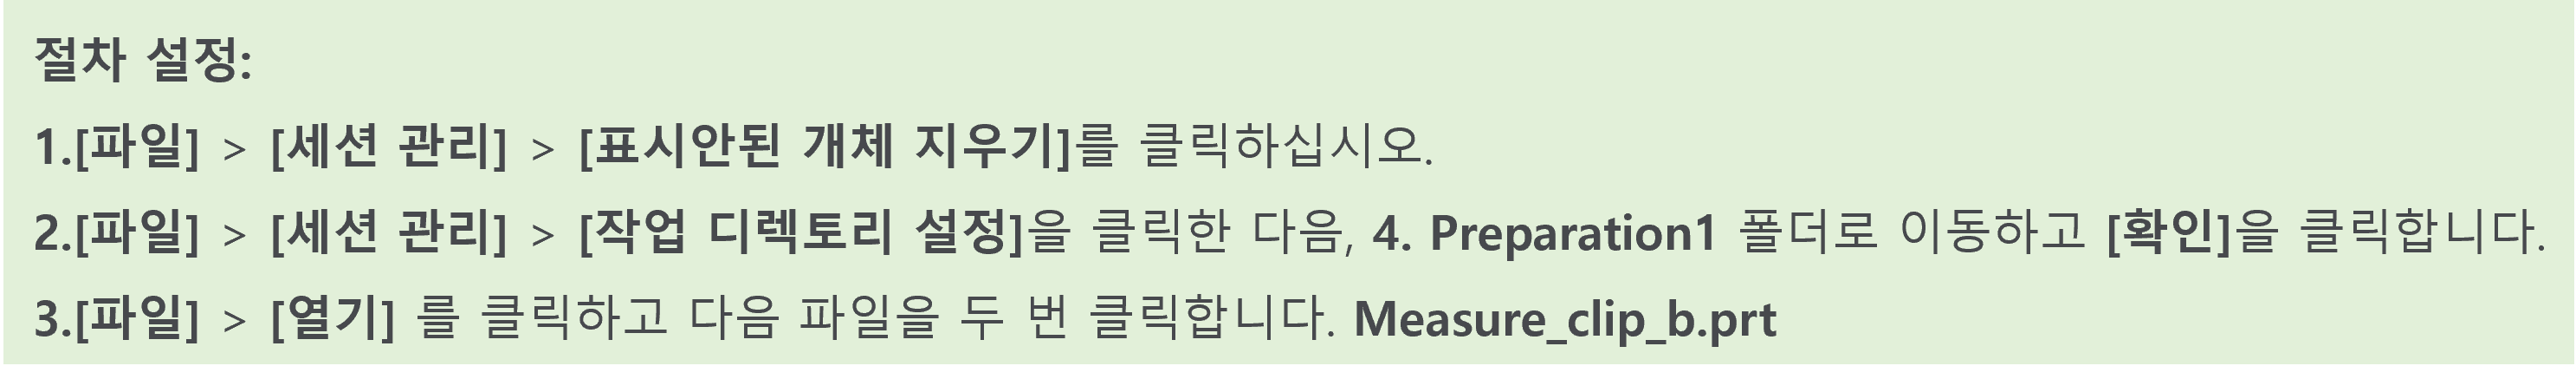 절차 설정:
1.[파일] > [세션 관리] > [표시안된 개체 지우기]를 클릭하십시오.
2.[파일] > [세션 관리] > [작업 디렉토리 설정]을 클릭한 다음, 4. Preparation1 폴더로 이동하고 [확인]을 클릭합니다.
3.[파일] > [열기] 를 클릭하고 다음 파일을 두 번 클릭합니다. Measure_clip_b.prt